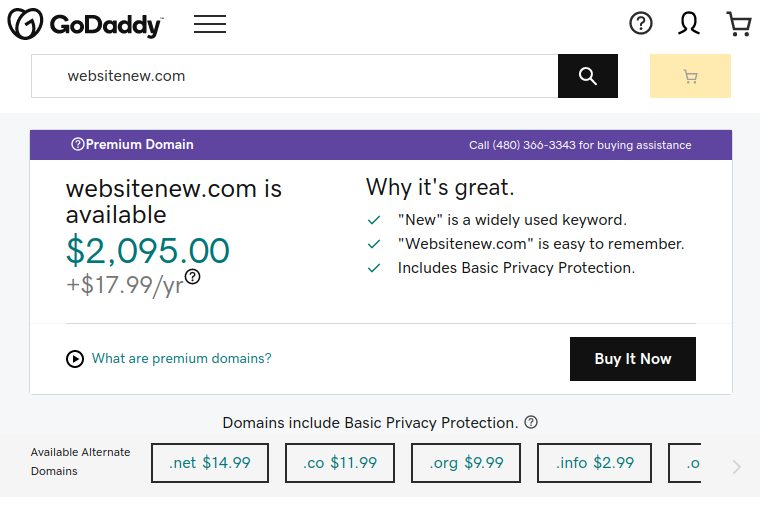 GoDaddy
websitenew.com
Premium Domain
Call (480) 366-3343 for buying assistance
websitenew.com is
available
$2,095.00
+$17.99/yr
Why it's great.
"New" is a widely used keyword.
"Websitenew.com" is easy to remember.
Includes Basic Privacy Protection.
What are premium domains?
Buy It Now
Domains include Basic Privacy Protection.
Available Alternate
Domains
.net $14.99
.co $11.99
.org $9.99
.info $2.99
.o